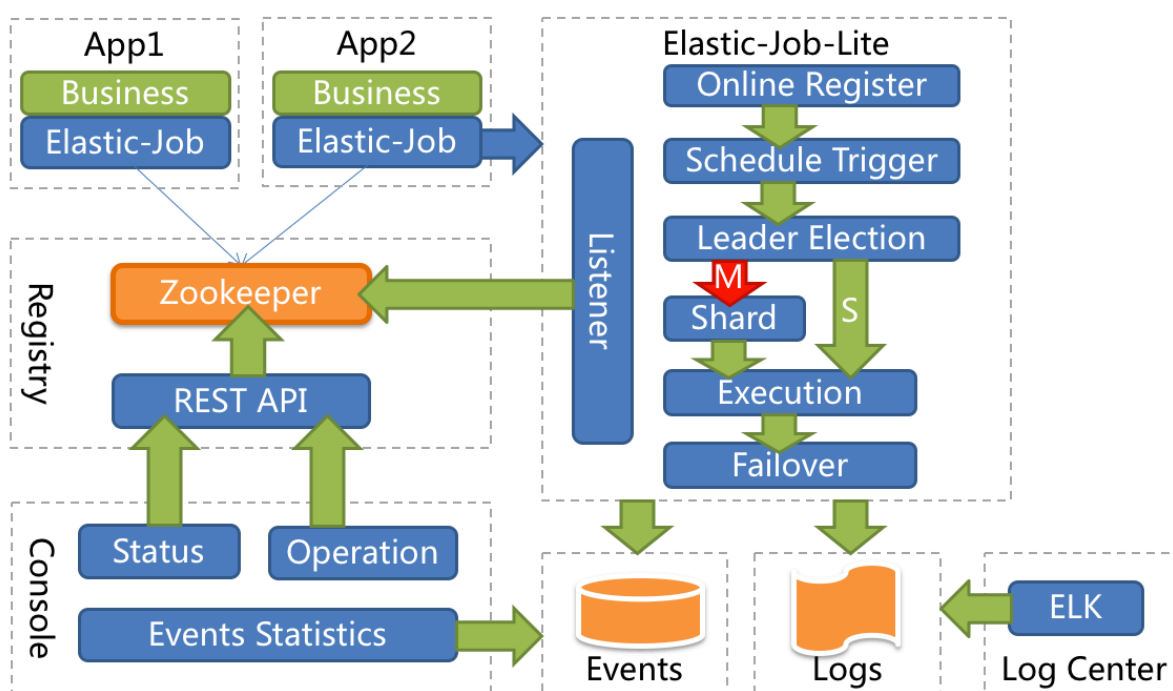 App1
Business
Elastic-Job
App2
Business
Elastic-Job
Elastic-Job-Lite
Online Register
Schedule Trigger
Leader Election
M
S
Shard
Execution
Failover
Listener
Registry
Zookeeper
REST API
Console
Status
Operation
Events Statistics
Events
Logs
ELK
Log Center